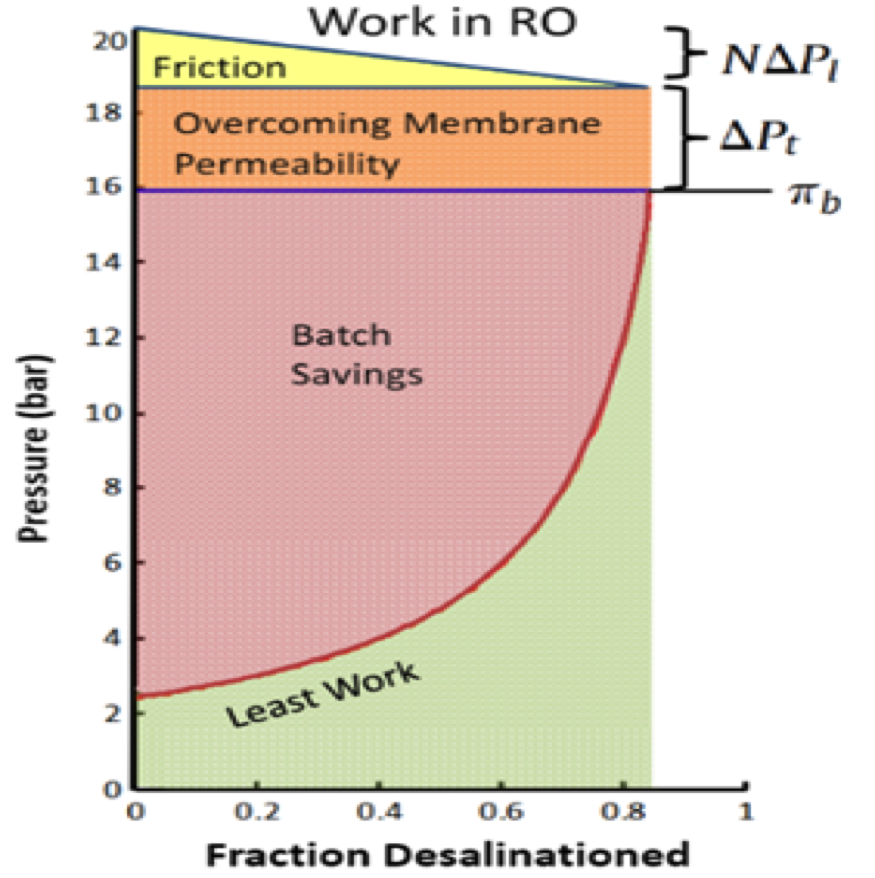 Work in RO
20
18
16
14
12
10
8
6
4
2
0
Pressure (bar)
Friction
Overcoming Membrane
Permeability
Batch
Savings
Least Work
NΔP_l
ΔP_t
π_b
0 0.2 0.4 0.6 0.8 1
Fraction Desalinationed